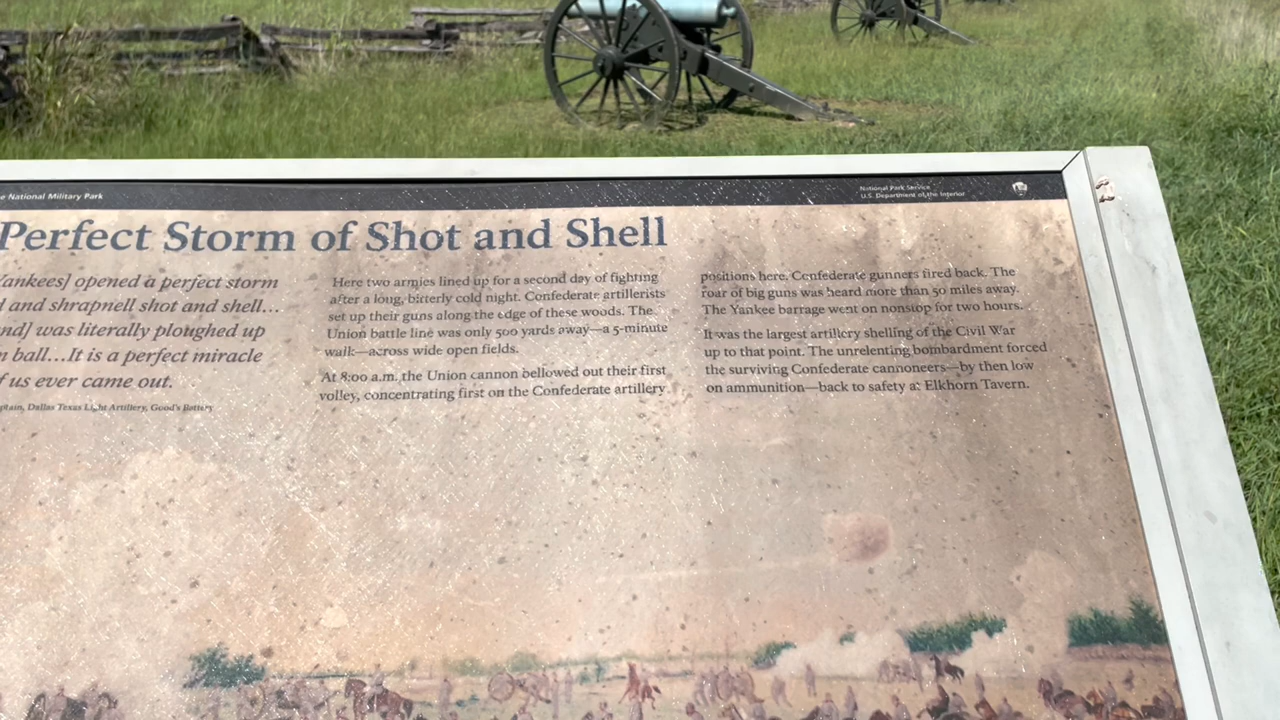 e National Military Park
National Park Service
U.S. Department of the Interior
Perfect Storm of Shot and Shell
Yankees] opened a perfect storm
d and shrapnell shot and shell…
nd] was literally ploughed up
n ball…It is a perfect miracle
f us ever came out.
ptain, Dallas Texas Light Artillery, Good's Battery
Here two armies lined up for a second day of fighting
after a long, bitterly cold night. Confederate artillerists
set up their guns along the edge of these woods. The
Union battle line was only 500 yards away—a 5-minute
walk—across wide open fields.
At 8:00 a.m. the Union cannon bellowed out their first
volley, concentrating first on the Confederate artillery
positions here. Confederate gunners fired back. The
roar of big guns was heard more than 50 miles away.
The Yankee barrage went on nonstop for two hours.
It was the largest artillery shelling of the Civil War
up to that point. The unrelenting bombardment forced
the surviving Confederate cannoneers—by then low
on ammunition—back to safety at Elkhorn Tavern.